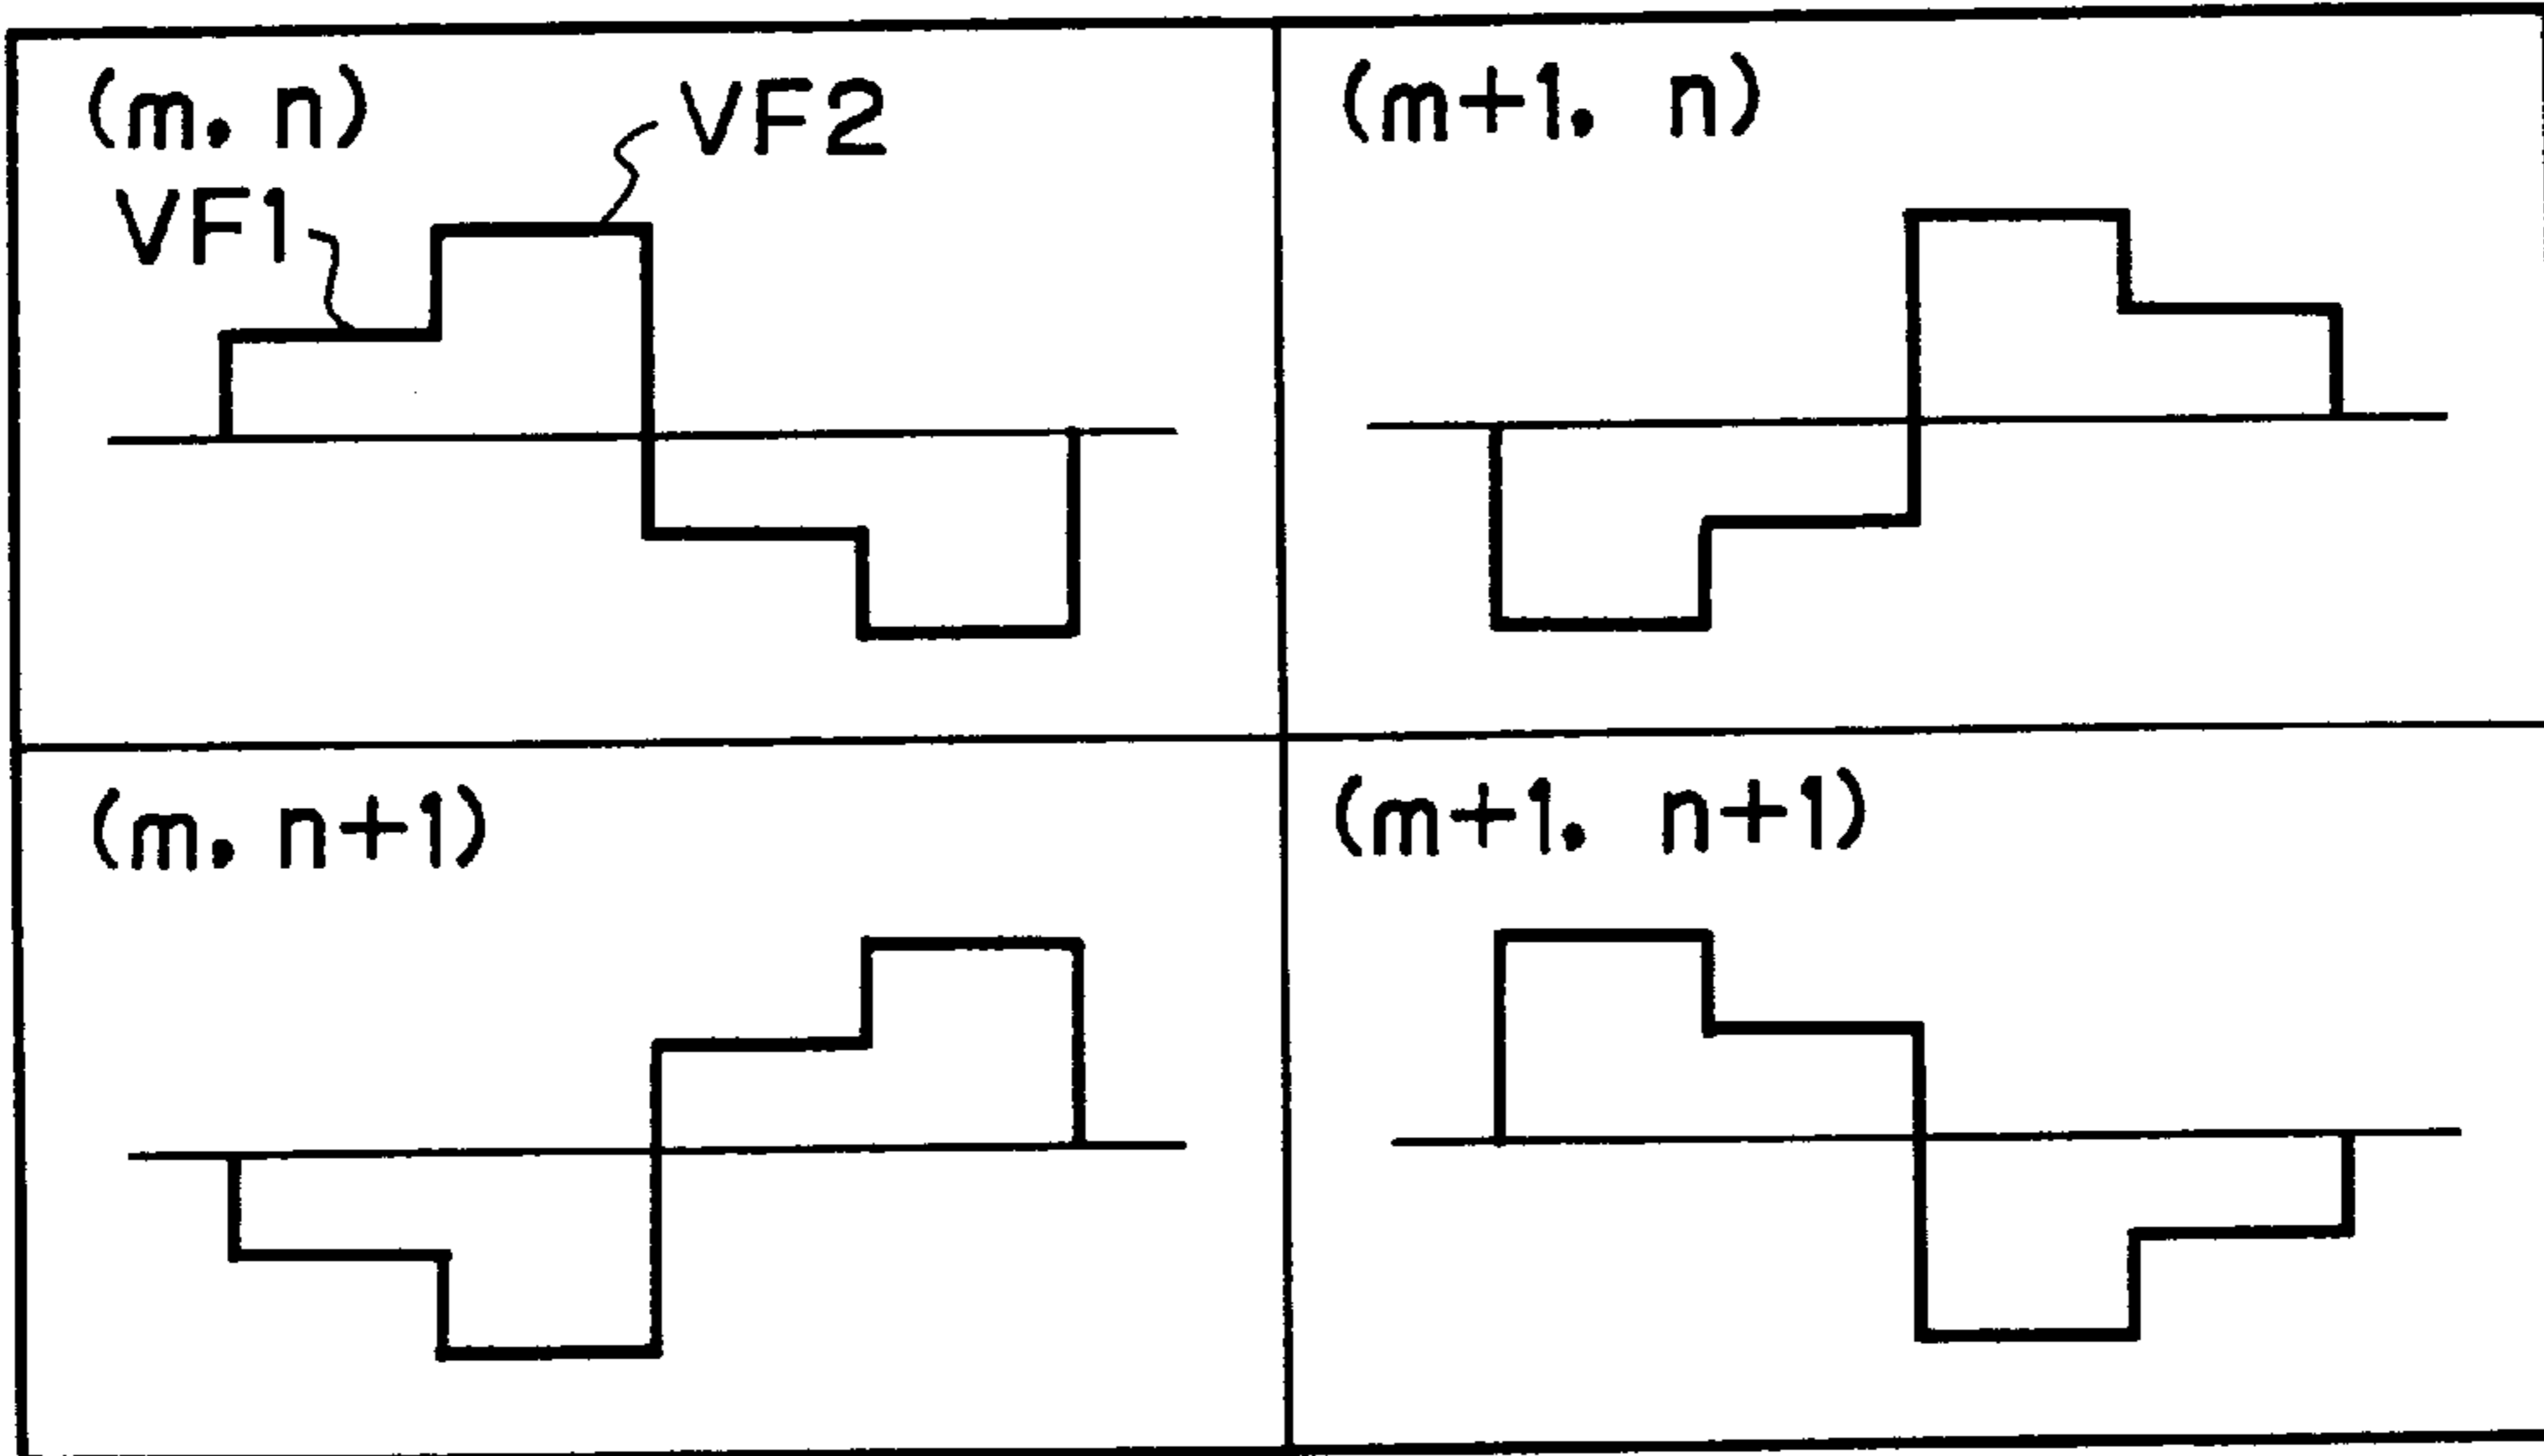 (m, n)
VF2
VF1
(m+1, n)
(m, n+1)
(m+1, n+1)